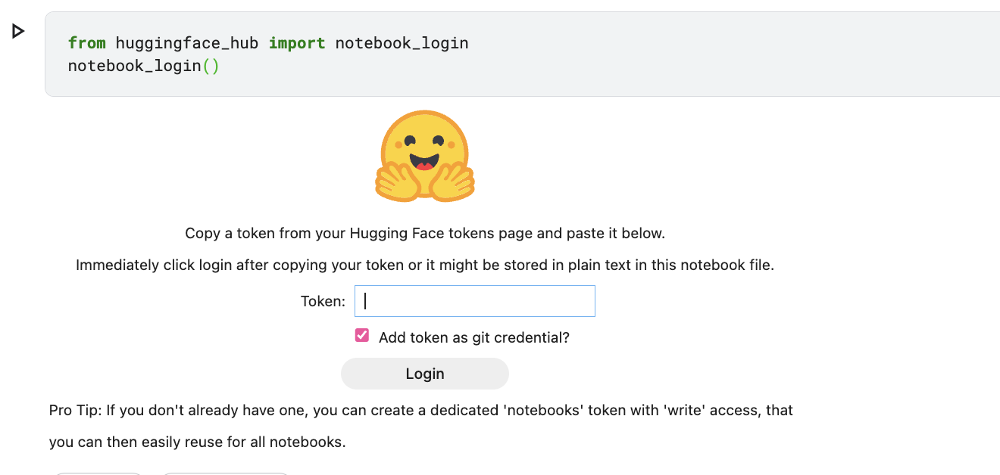 from huggingface_hub import notebook_login
notebook_login()
Copy a token from your Hugging Face tokens page and paste it below.
Immediately click login after copying your token or it might be stored in plain text in this notebook file.
Token:
Add token as git credential?
Login
Pro Tip: If you don't already have one, you can create a dedicated 'notebooks' token with 'write' access, that
you can then easily reuse for all notebooks.